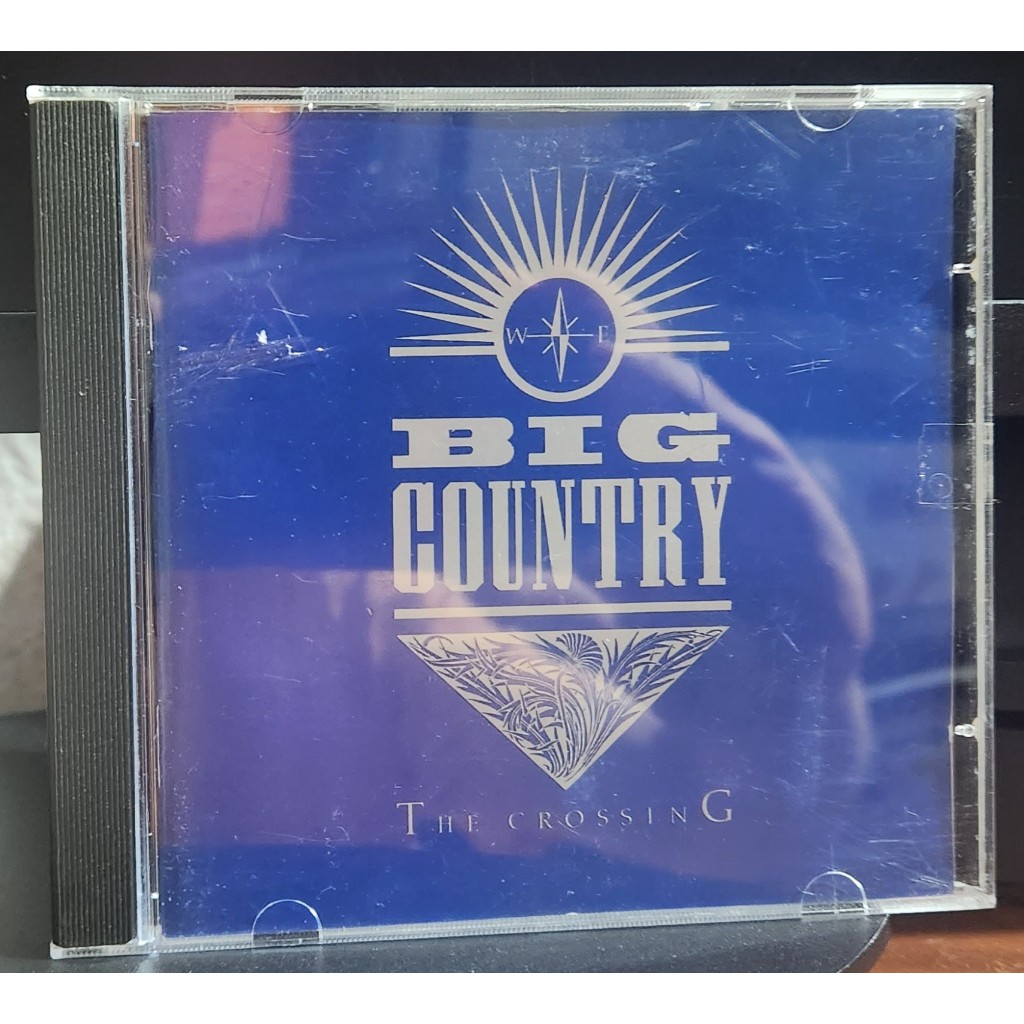 W E
BIG
COUNTRY
THE CROSSING